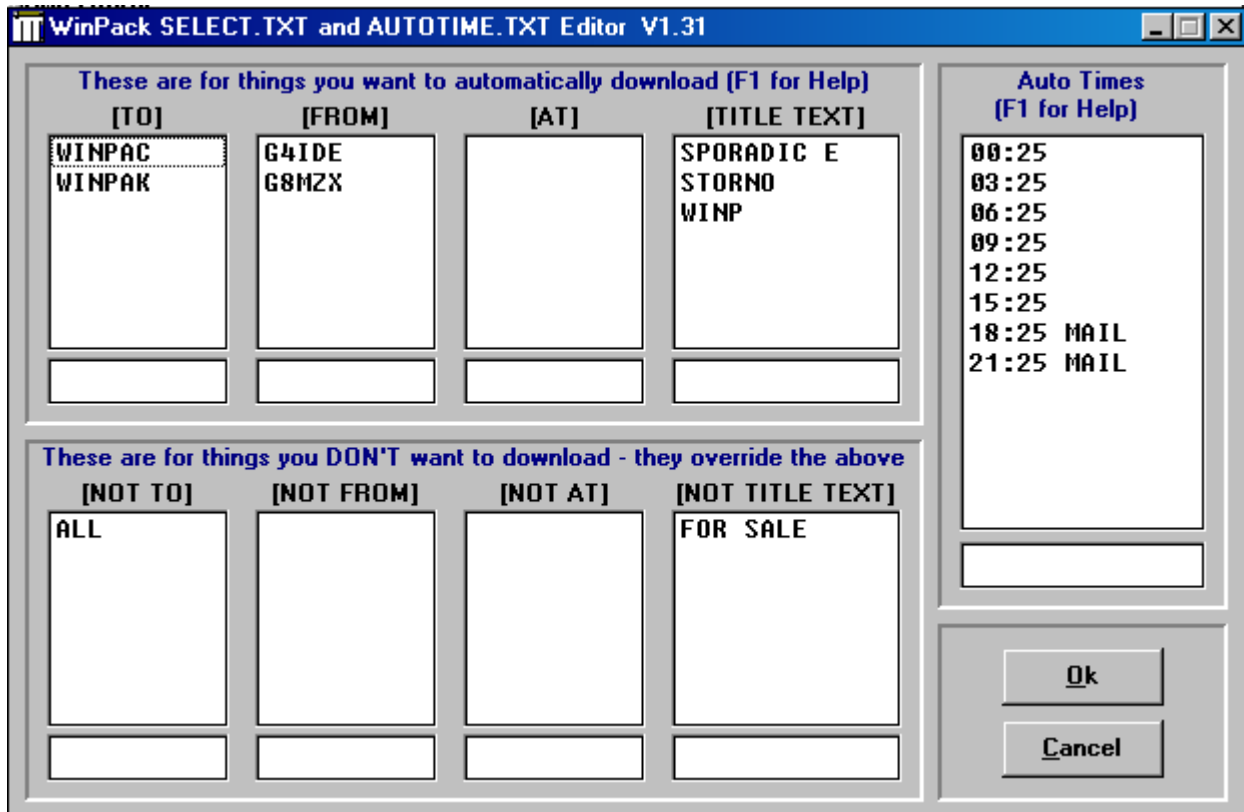 WinPack SELECT.TXT and AUTOTIME.TXT Editor V1.31
These are for things you want to automatically download (F1 for Help)
[TO] [FROM] [AT] [TITLE TEXT]
WINPAC G4IDE SPORADIC E
WINPAK G8MZX STORNO
WINP
These are for things you DON'T want to download - they override the above
[NOT TO] [NOT FROM] [NOT AT] [NOT TITLE TEXT]
ALL FOR SALE
Auto Times
(F1 for Help)
00:25
03:25
06:25
09:25
12:25
15:25
18:25 MAIL
21:25 MAIL
Ok
Cancel